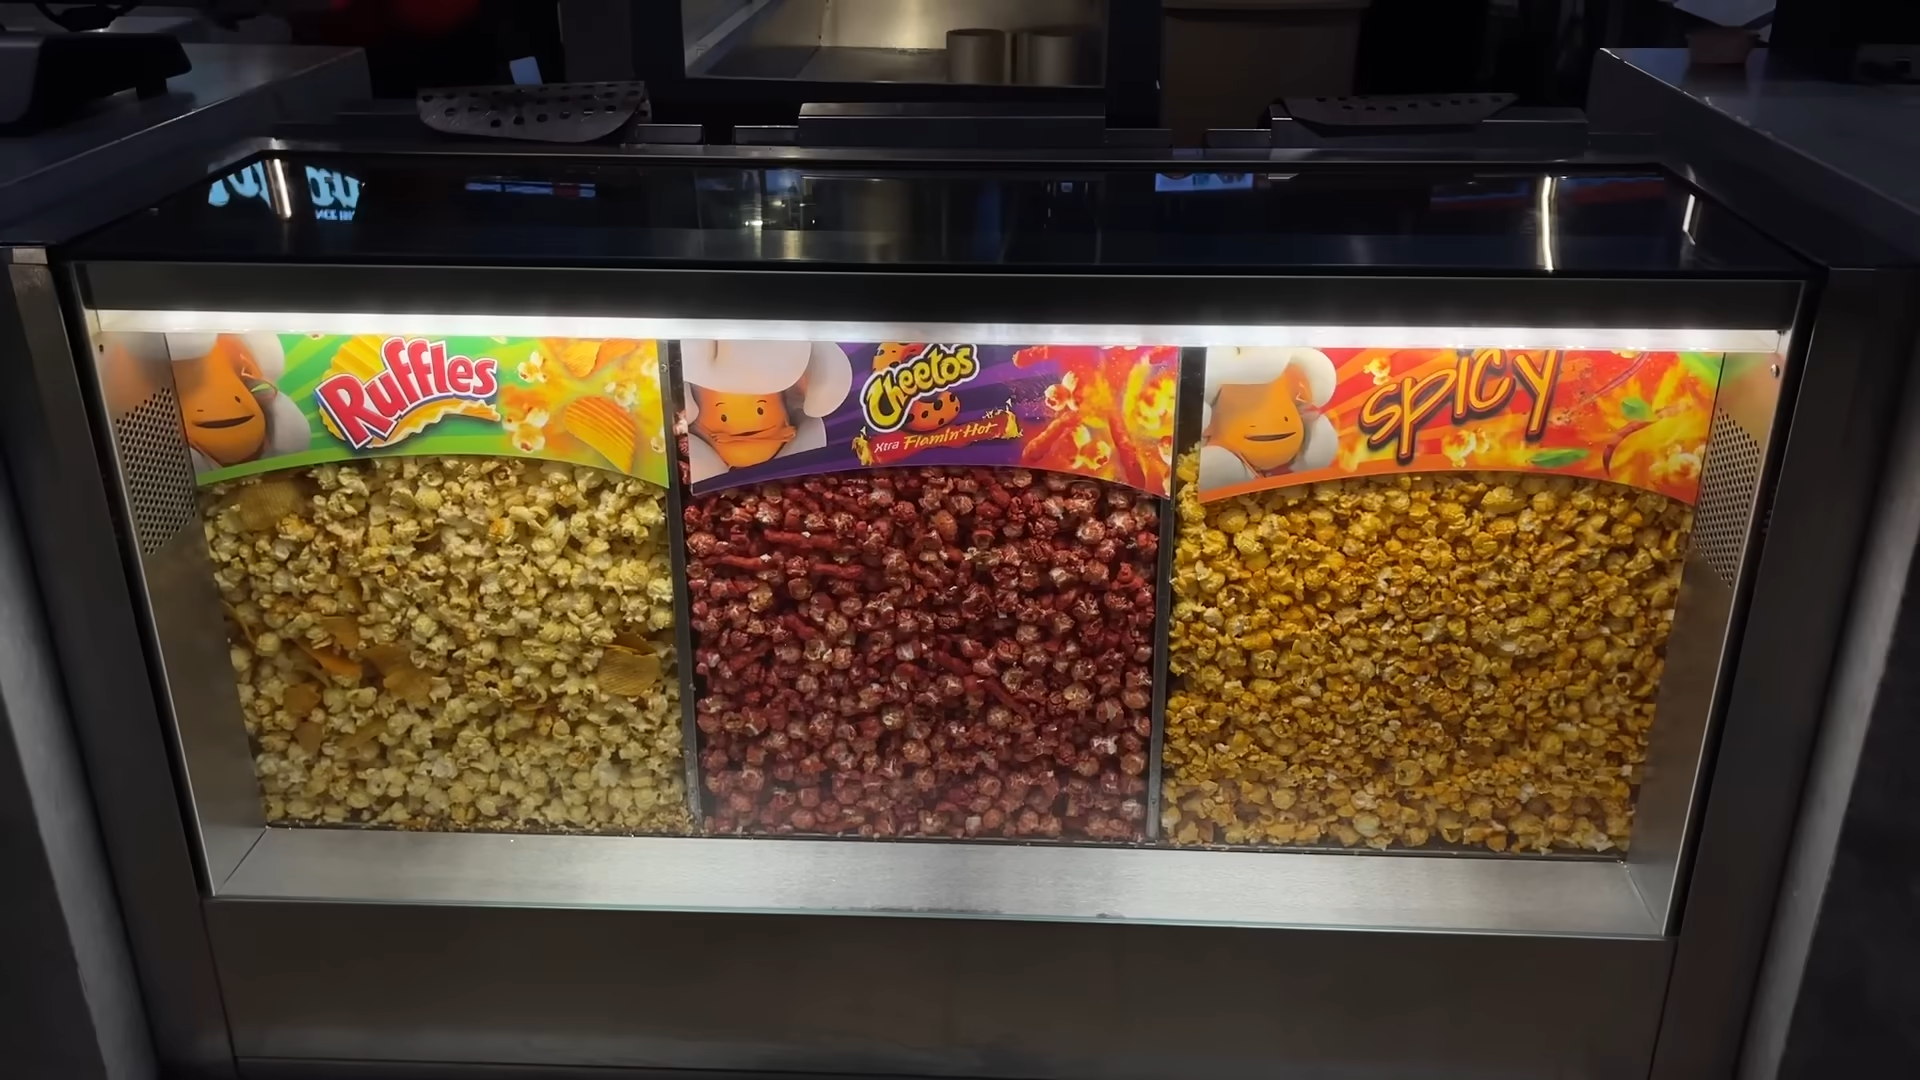 Ruffles
Cheetos
Xtra Flamin' Hot
spicy